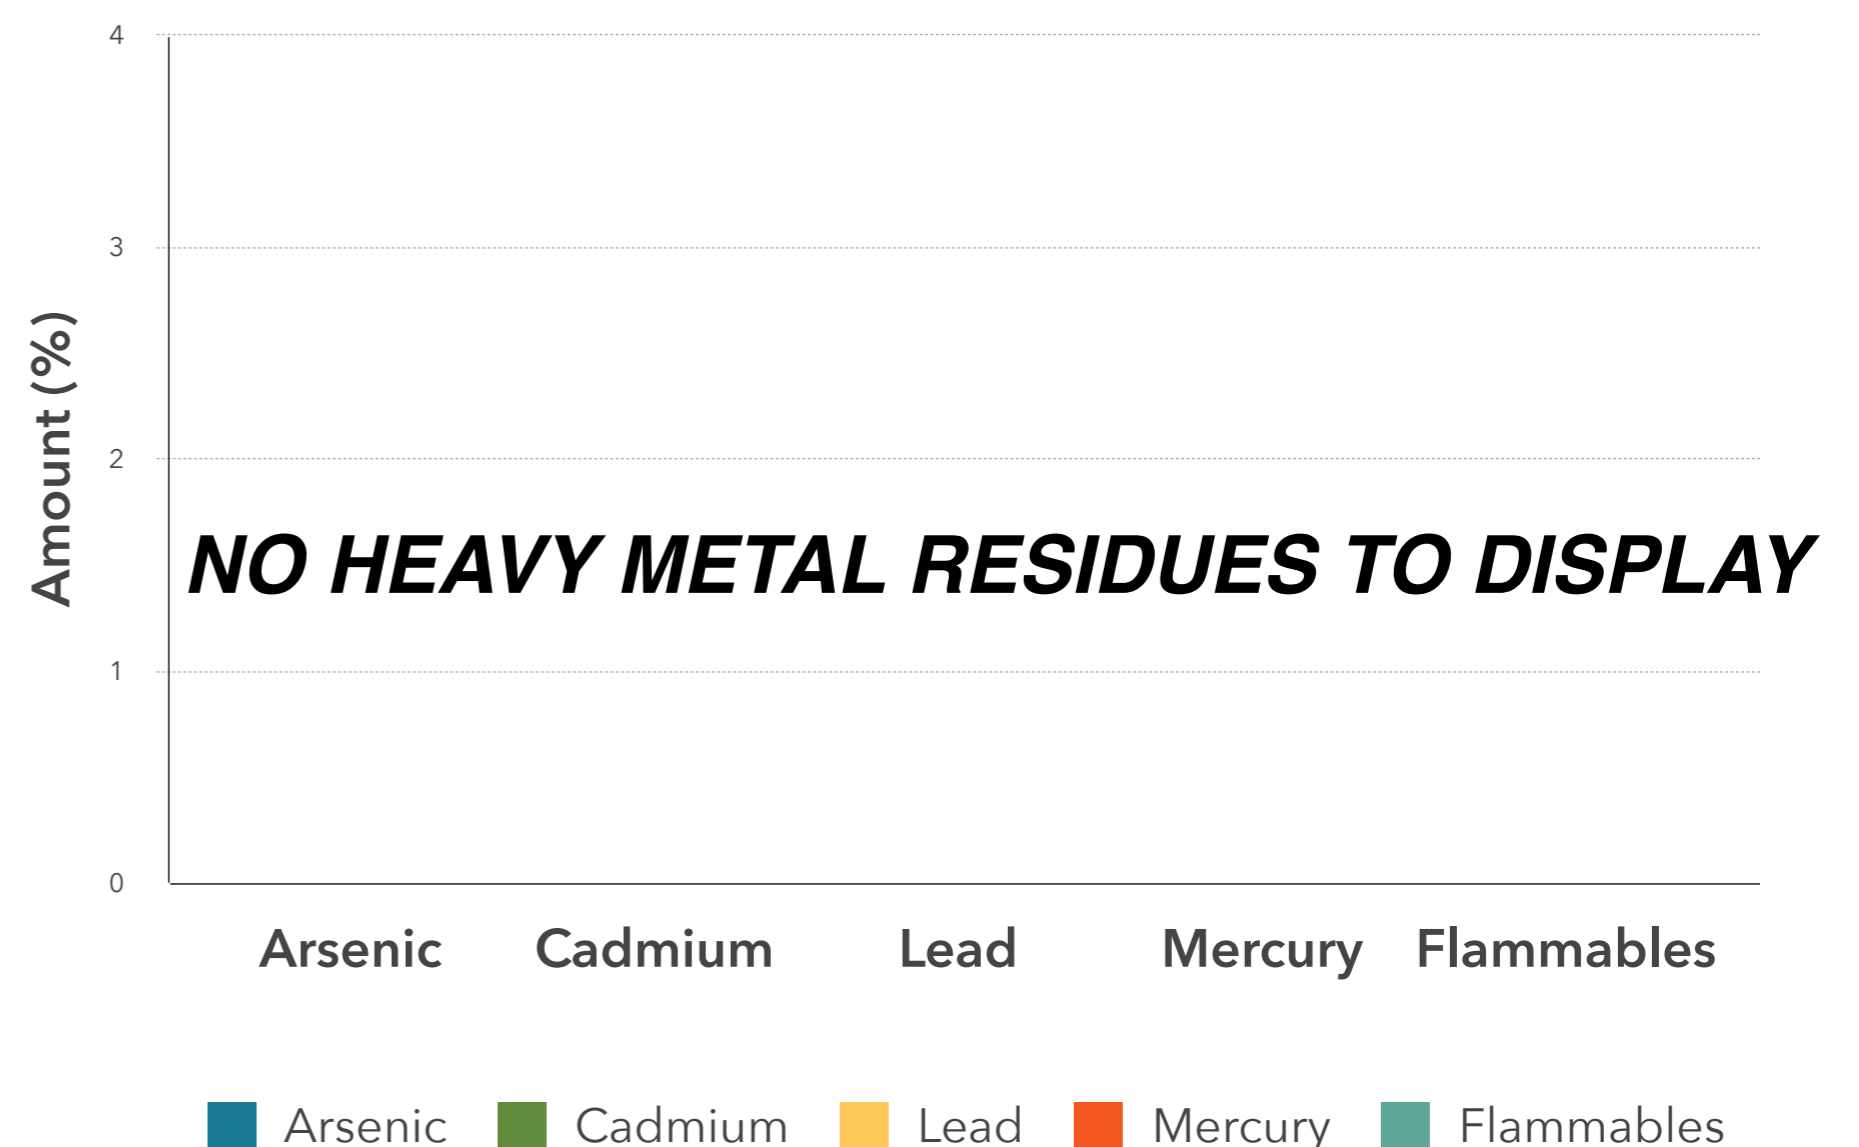 4
3
Amount (%)
2
NO HEAVY METAL RESIDUES TO DISPLAY
1
0
Arsenic Cadmium Lead Mercury Flammables
Arsenic Cadmium Lead Mercury Flammables